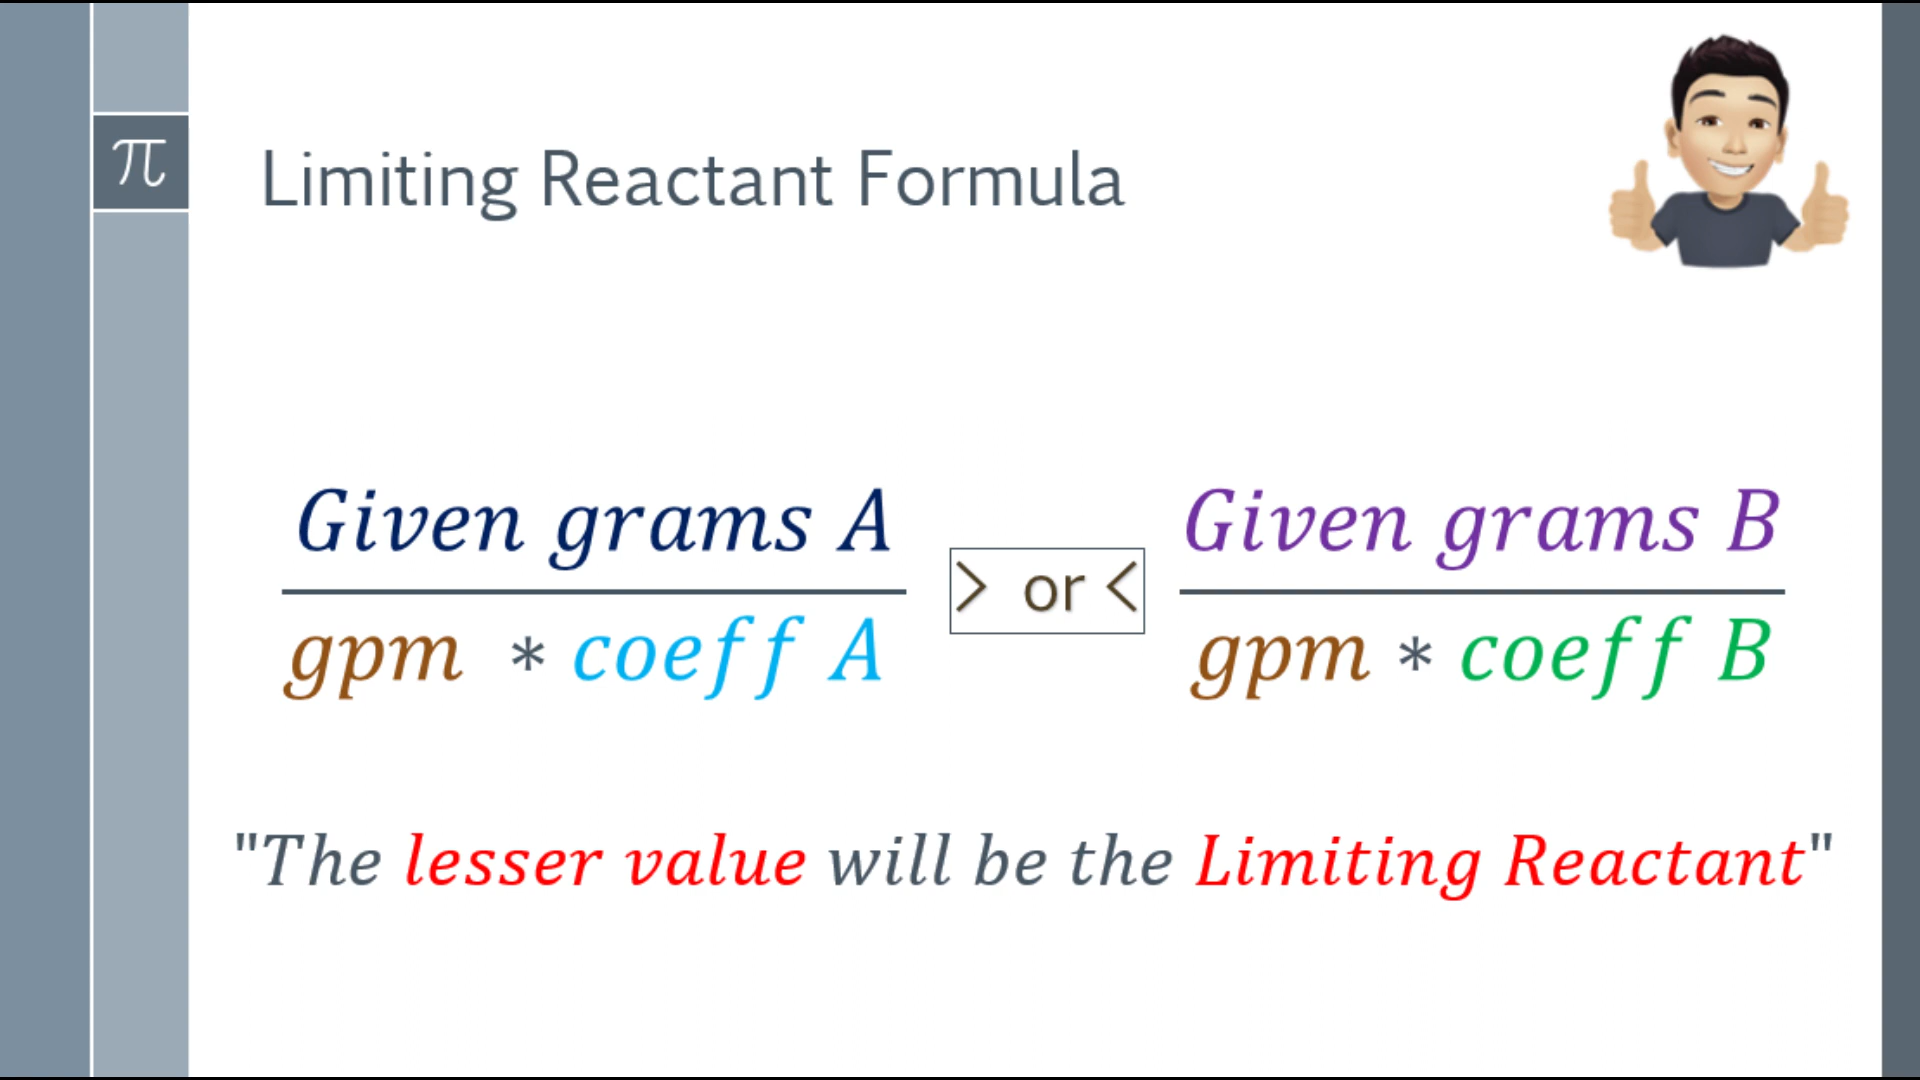 π
Limiting Reactant Formula
Given grams A
gpm * coeff A
> or <
Given grams B
gpm * coeff B
"The lesser value will be the Limiting Reactant"